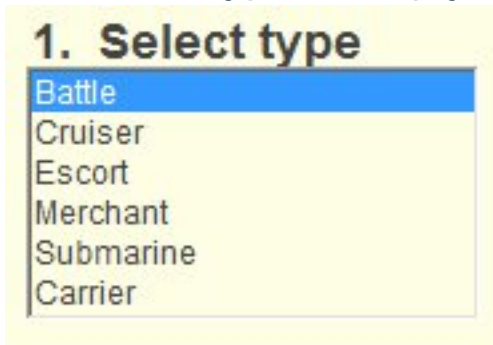 1. Select type
Battle
Cruiser
Escort
Merchant
Submarine
Carrier